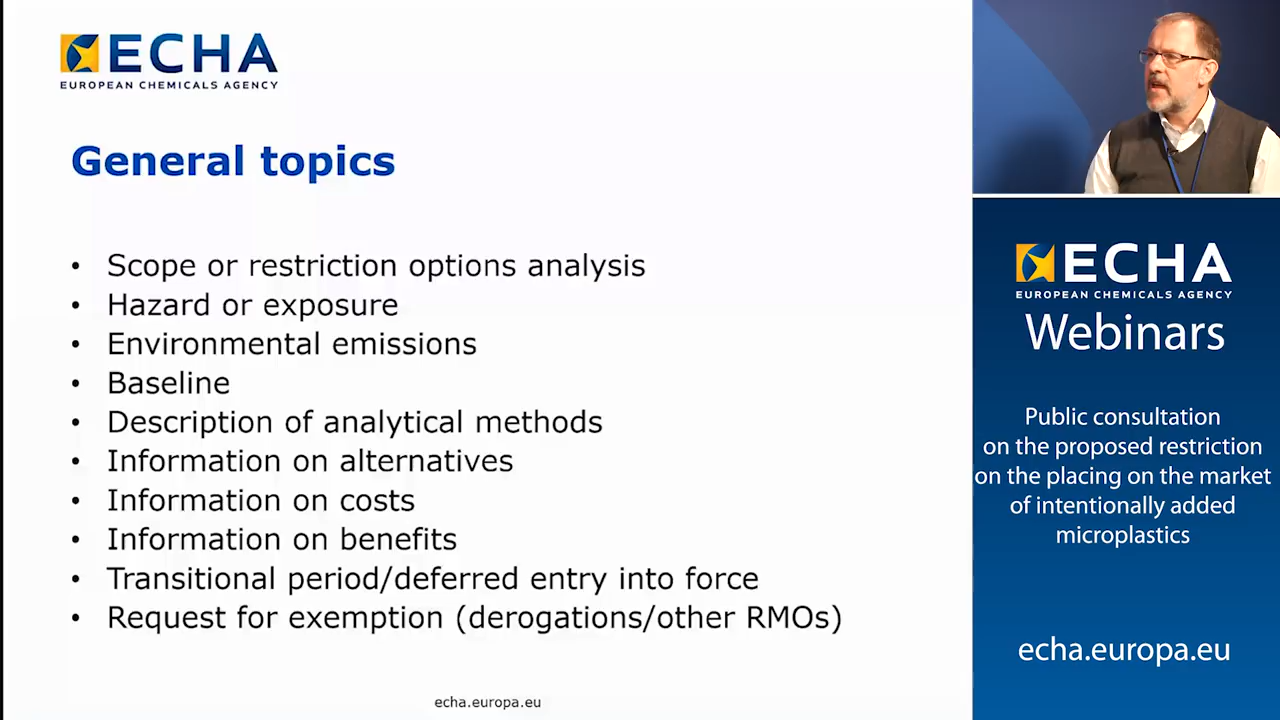 ECHA
EUROPEAN CHEMICALS AGENCY
General topics
• Scope or restriction options analysis
• Hazard or exposure
• Environmental emissions
• Baseline
• Description of analytical methods
• Information on alternatives
• Information on costs
• Information on benefits
• Transitional period/deferred entry into force
• Request for exemption (derogations/other RMOs)
echa.europa.eu
ECHA
EUROPEAN CHEMICALS AGENCY
Webinars
Public consultation
on the proposed restriction
on the placing on the market
of intentionally added
microplastics
echa.europa.eu